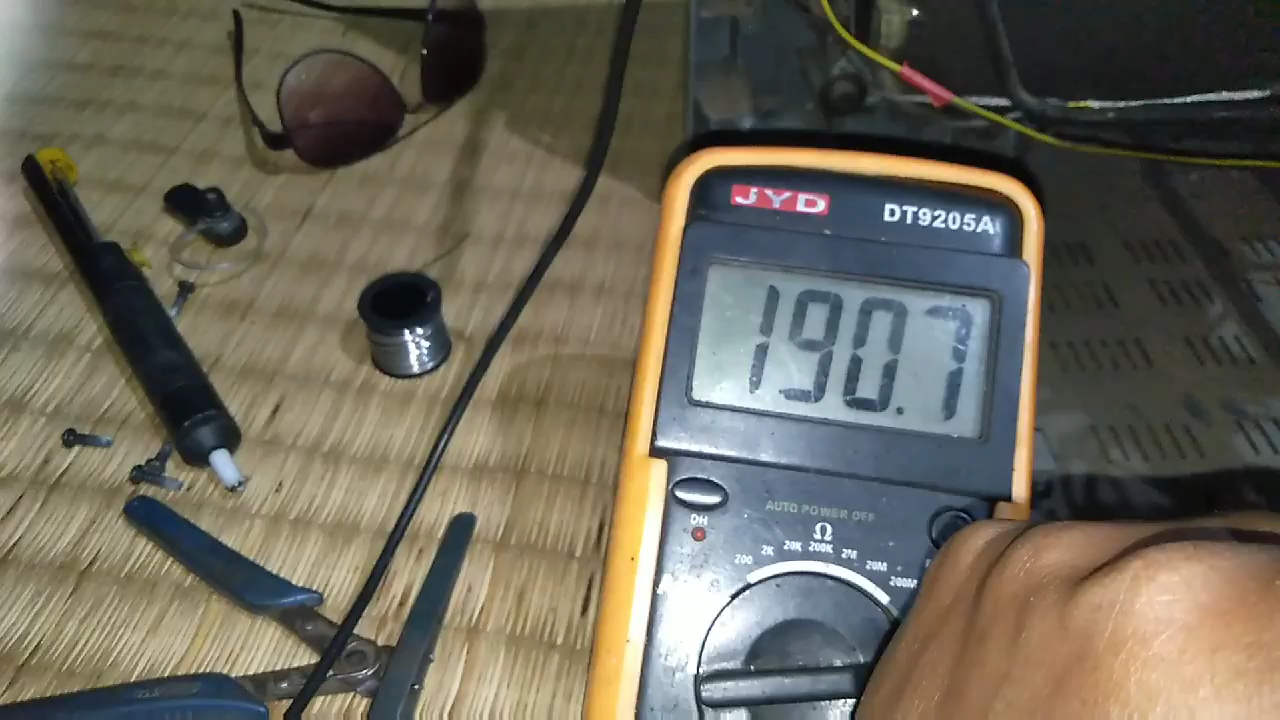 JYD
DT9205A
190.7
DH
AUTO POWER OFF
Ω
200 2K 20K 200K 2M 20M 200M